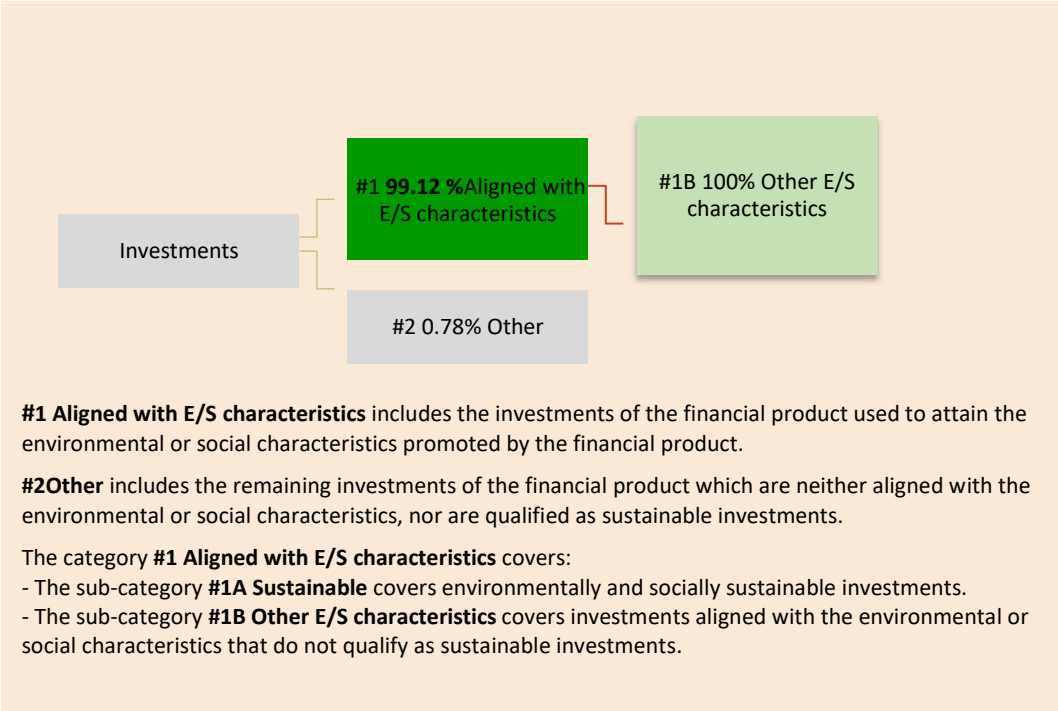 #1 99.12 %Aligned with
E/S characteristics
#1B 100% Other E/S
characteristics
Investments
#2 0.78% Other
#1 Aligned with E/S characteristics includes the investments of the financial product used to attain the
environmental or social characteristics promoted by the financial product.
#2Other includes the remaining investments of the financial product which are neither aligned with the
environmental or social characteristics, nor are qualified as sustainable investments.
The category #1 Aligned with E/S characteristics covers:
- The sub-category #1A Sustainable covers environmentally and socially sustainable investments.
- The sub-category #1B Other E/S characteristics covers investments aligned with the environmental or
social characteristics that do not qualify as sustainable investments.